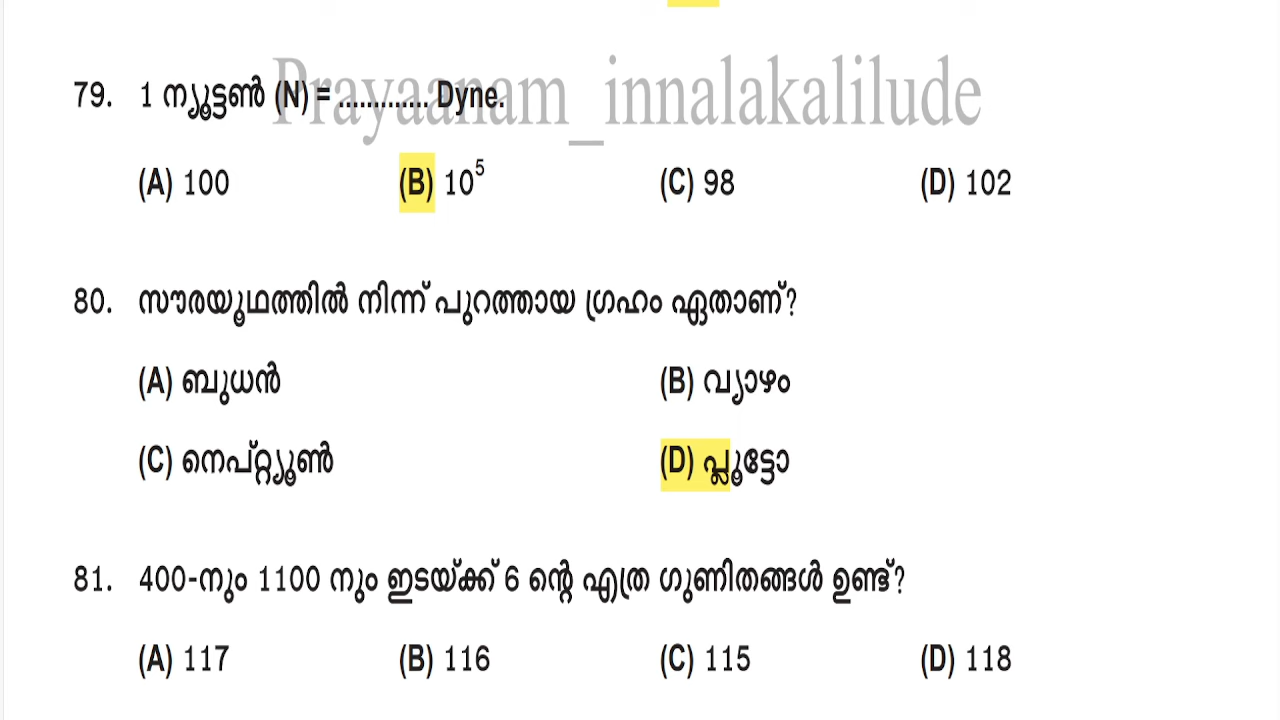 Prayaanam_innalakalilude
79. 1 ന്യൂട്ടൺ (N) = ............. Dyne.
(A) 100 (B) 10⁵ (C) 98 (D) 102
80. സൗരയൂഥത്തിൽ നിന്ന് പുറത്തായ ഗ്രഹം ഏതാണ്?
(A) ബുധൻ (B) വ്യാഴം
(C) നെപ്റ്റ്യൂൺ (D) പ്ലൂട്ടോ
81. 400-നും 1100 നും ഇടയ്ക്ക് 6 ന്റെ എത്ര ഗുണിതങ്ങൾ ഉണ്ട്?
(A) 117 (B) 116 (C) 115 (D) 118